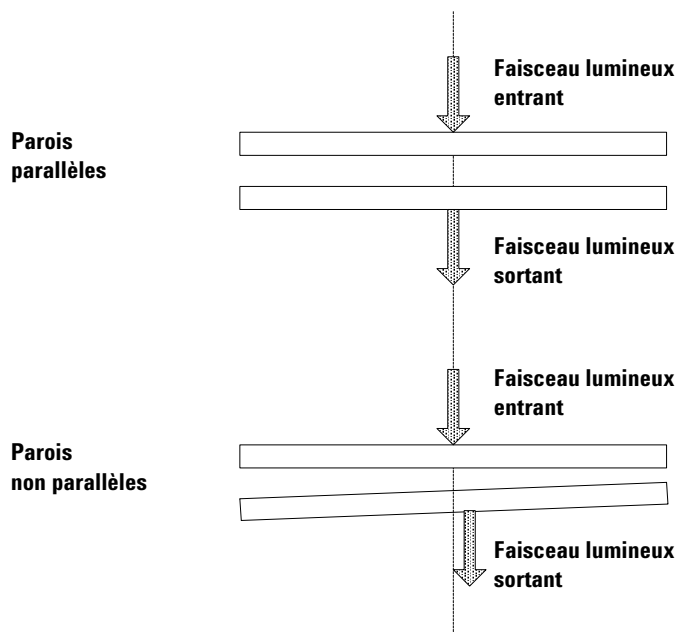 Faisceau lumineux
entrant
Parois
parallèles
Faisceau lumineux
sortant
Faisceau lumineux
entrant
Parois
non parallèles
Faisceau lumineux
sortant